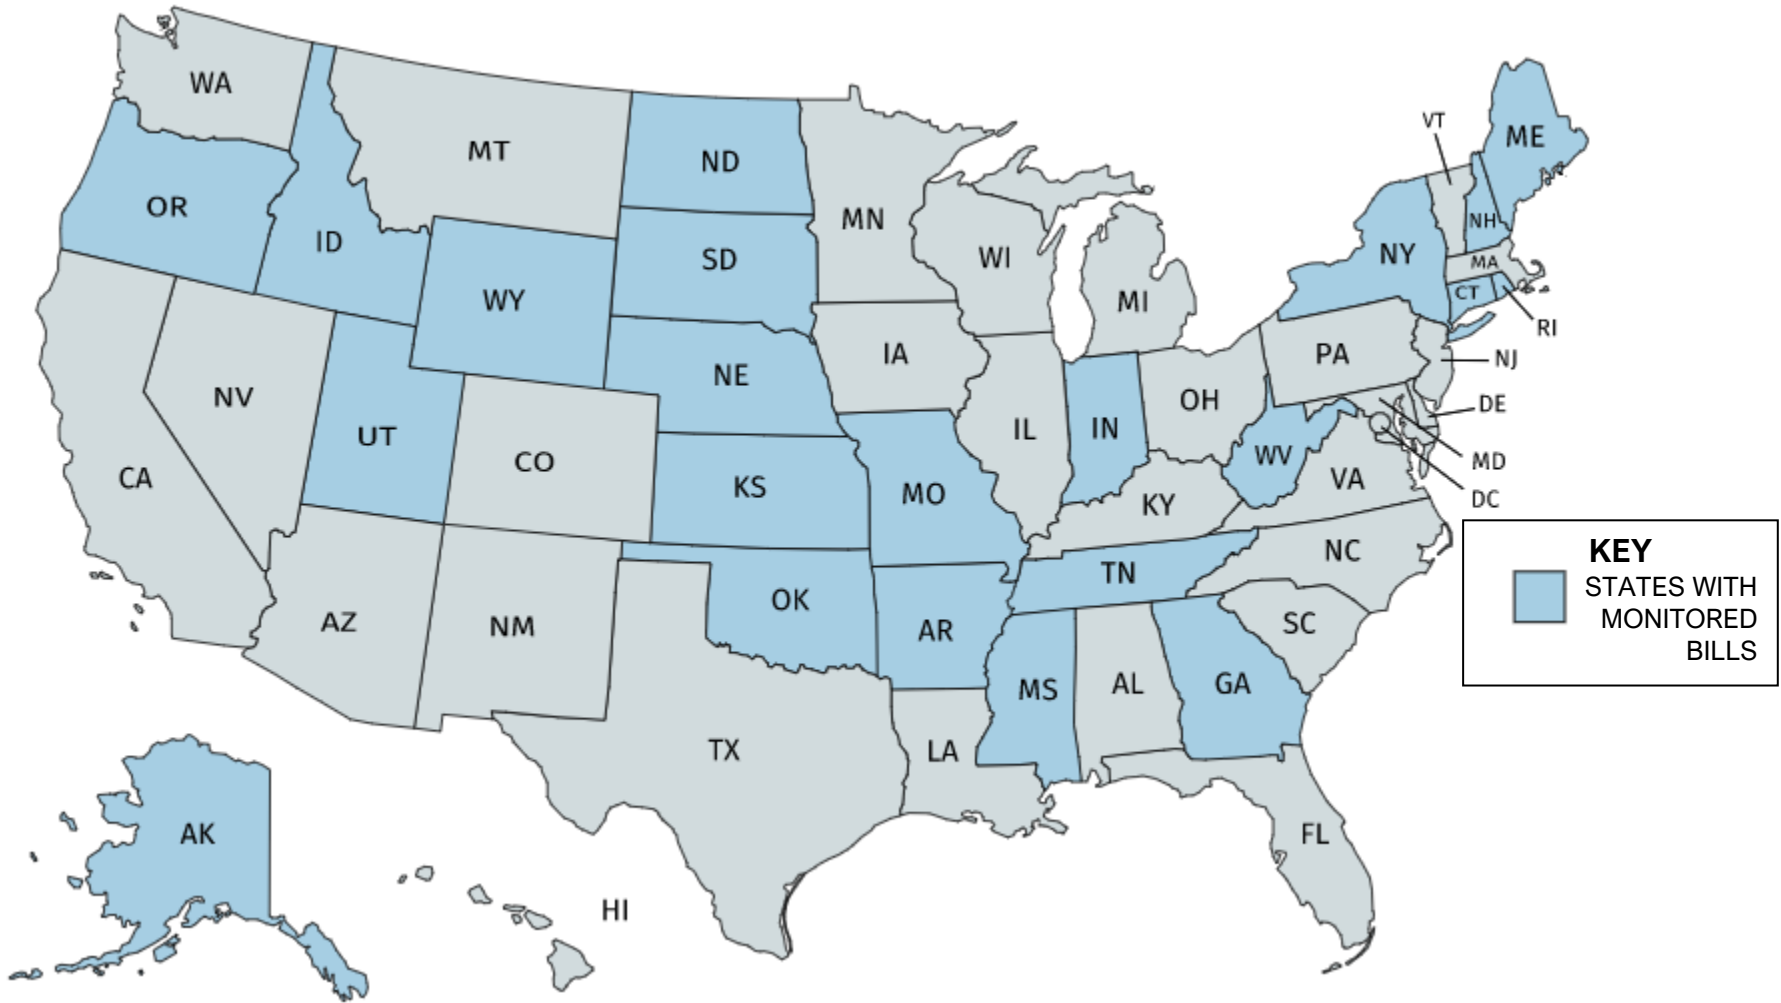 WA
MT
ND
MN
OR
ID
WY
SD
WI
MI
VT
ME
NH
NY
MA
CT
RI
NE
IA
PA
NJ
NV
UT
CO
KS
MO
IL
IN
OH
WV
DE
MD
DC
CA
KY
VA
NC
TN
AZ
NM
OK
AR
SC
MS
AL
GA
TX
LA
FL
AK
HI
KEY
STATES WITH
MONITORED
BILLS